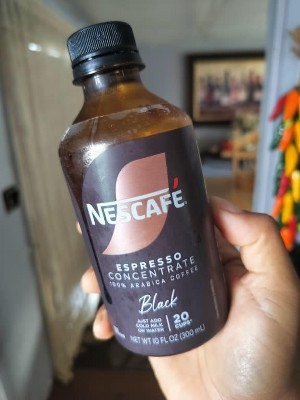 NESCAFÉ
ESPRESSO
CONCENTRATE
100% ARABICA COFFEE
Black
JUST ADD
COLD MILK
OR WATER
20
CUPS*
NET WT 10 FL OZ (300 mL)